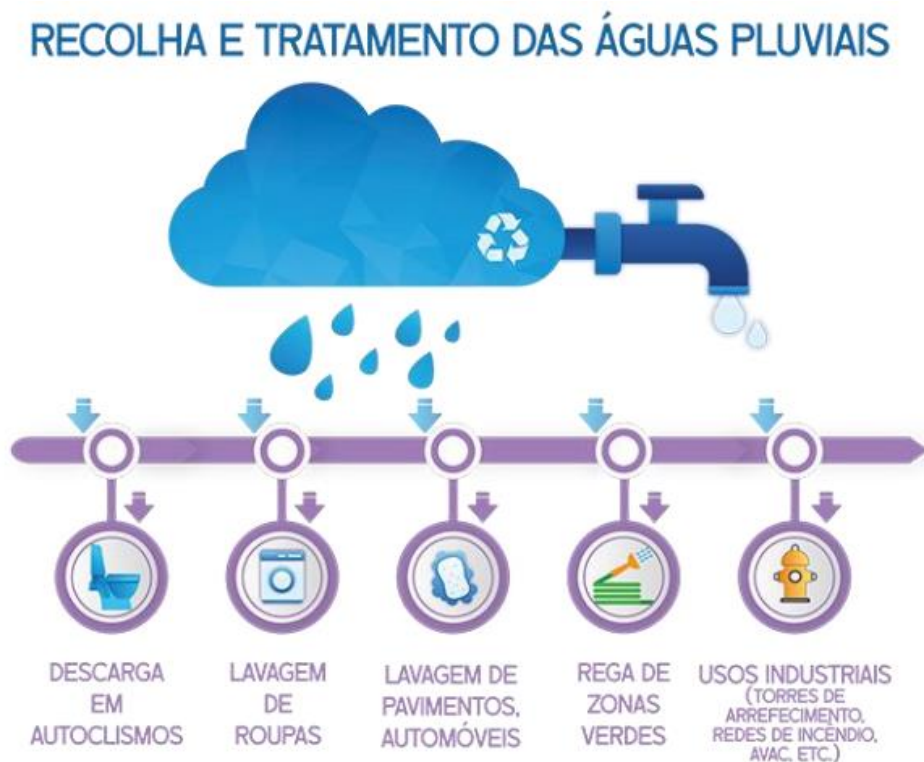 RECOLHA E TRATAMENTO DAS ÁGUAS PLUVIAIS
DESCARGA
EM
AUTOCLISMOS
LAVAGEM
DE
ROUPAS
LAVAGEM DE
PAVIMENTOS,
AUTOMÓVEIS
REGA DE
ZONAS
VERDES
USOS INDUSTRIAIS
(TORRES DE
ARREFECIMENTO,
REDES DE INCÊNDIO,
AVAC, ETC.)